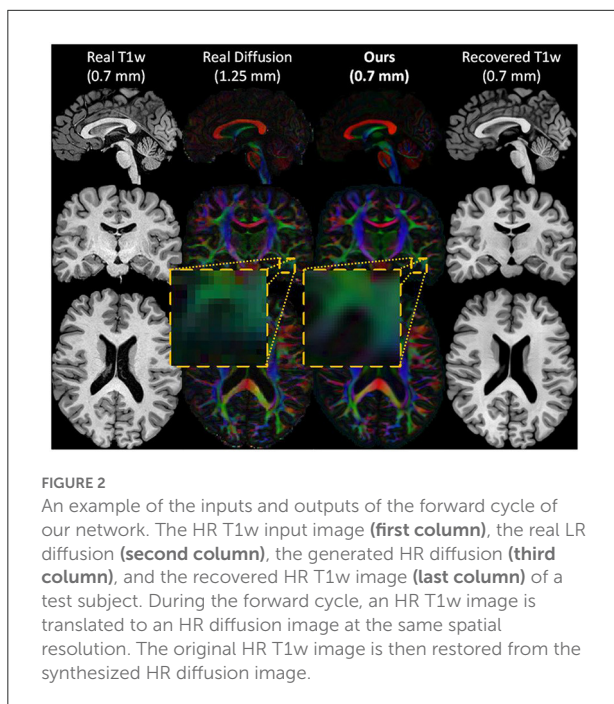 Real T1w Real Diffusion Ours Recovered T1w
(0.7 mm) (1.25 mm) (0.7 mm) (0.7 mm)
FIGURE 2
An example of the inputs and outputs of the forward cycle of
our network. The HR T1w input image (first column), the real LR
diffusion (second column), the generated HR diffusion (third
column), and the recovered HR T1w image (last column) of a
test subject. During the forward cycle, an HR T1w image is
translated to an HR diffusion image at the same spatial
resolution. The original HR T1w image is then restored from the
synthesized HR diffusion image.